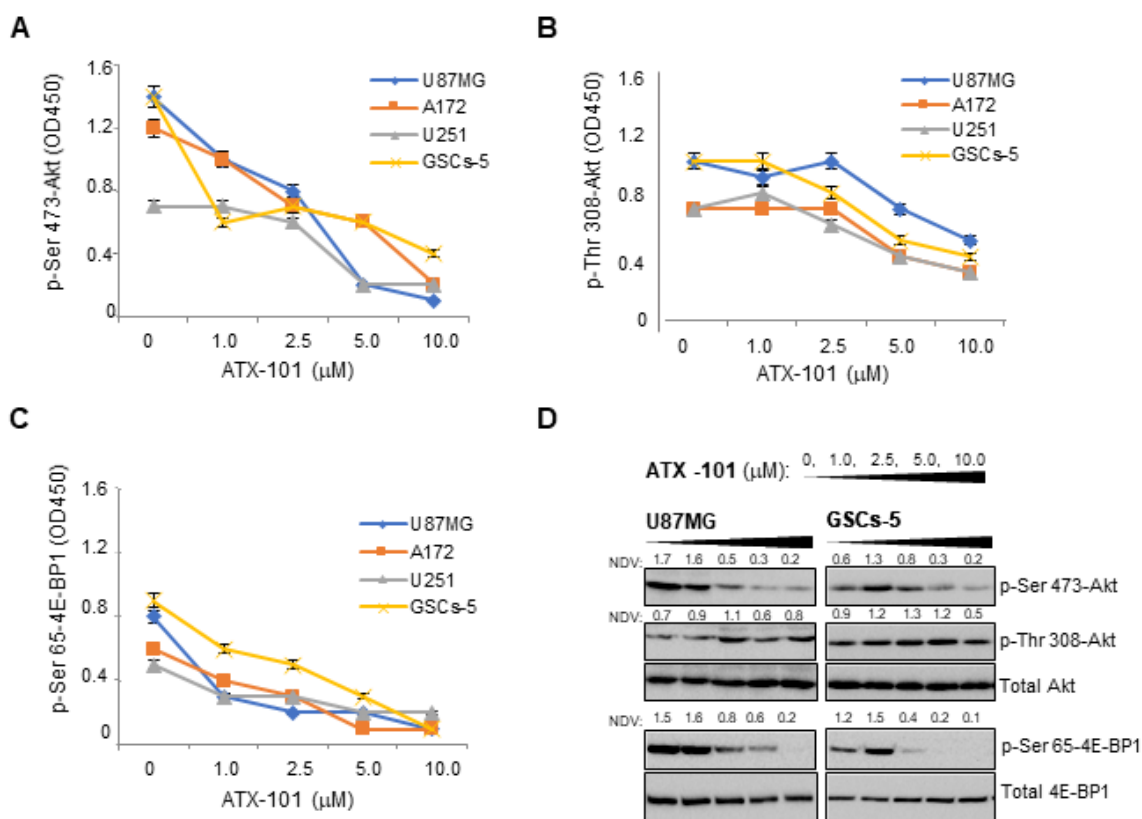 A
p-Ser 473-Akt (OD450)
1.6
1.2
0.8
0.4
0
0 1.0 2.5 5.0 10.0
ATX-101 (μM)
U87MG
A172
U251
GSCs-5
B
p-Thr 308-Akt (OD450)
1.6
1.2
0.8
0.4
0
0 1.0 2.5 5.0 10.0
ATX-101 (μM)
U87MG
A172
U251
GSCs-5
C
p-Ser 65-4E-BP1 (OD450)
1.6
1.2
0.8
0.4
0
0 1.0 2.5 5.0 10.0
ATX-101 (μM)
U87MG
A172
U251
GSCs-5
D
ATX -101 (μM): 0, 1.0, 2.5, 5.0, 10.0
U87MG GSCs-5
NDV: 1.7 1.6 0.5 0.3 0.2 0.6 1.3 0.8 0.3 0.2
p-Ser 473-Akt
0.7 0.9 1.1 0.6 0.8 0.9 1.2 1.3 1.2 0.5
p-Thr 308-Akt
Total Akt
NDV: 1.5 1.6 0.8 0.6 0.2 1.2 1.5 0.4 0.2 0.1
p-Ser 65-4E-BP1
Total 4E-BP1